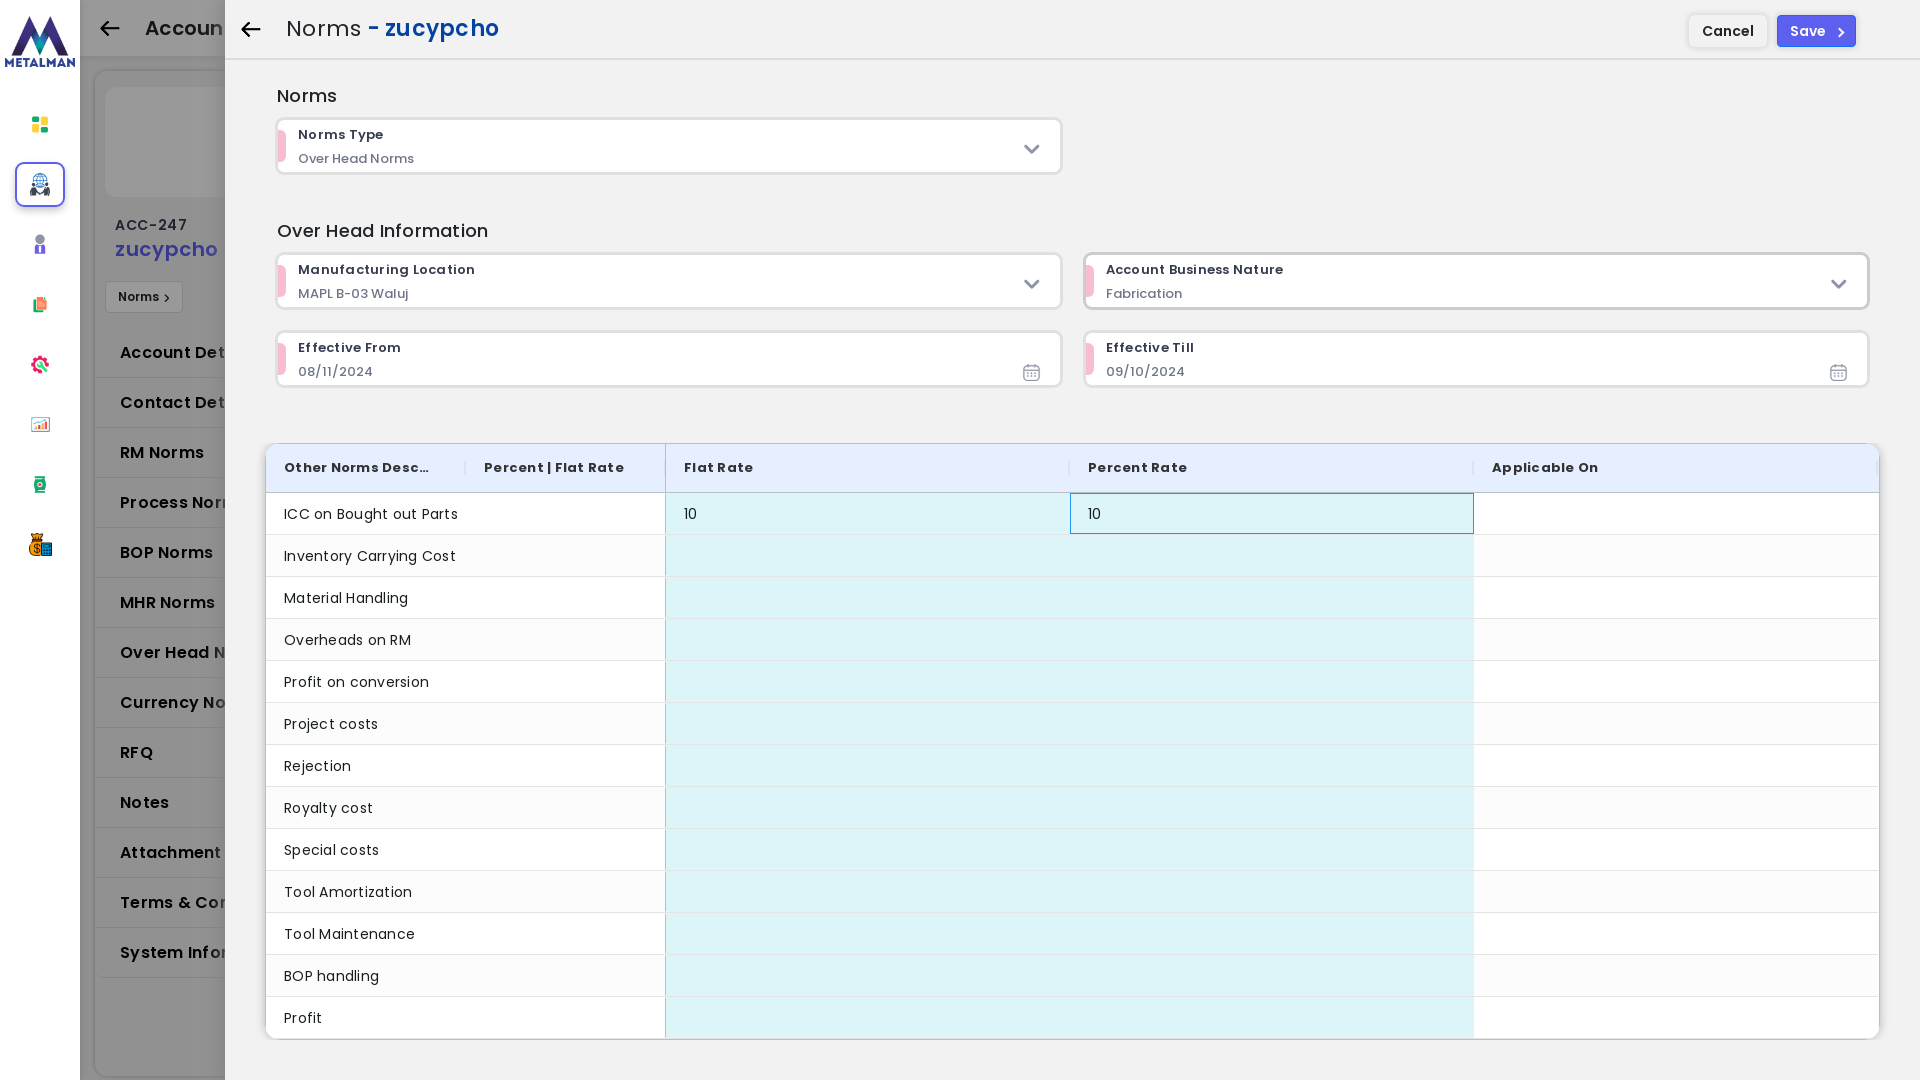 METALMAN
Accoun
ACC-247
zucypcho
Norms
Account Det
Contact Det
RM Norms
Process Norr
BOP Norms
MHR Norms
Over Head N
Currency No
RFQ
Notes
Attachment
Terms & Con
System Infor
Norms - zucypcho
Cancel
Save
Norms
Norms Type
Over Head Norms
Over Head Information
Manufacturing Location
MAPL B-03 Waluj
Account Business Nature
Fabrication
Effective From
08/11/2024
Effective Till
09/10/2024
Other Norms Desc... Percent | Flat Rate Flat Rate Percent Rate Applicable On
ICC on Bought out Parts 10 10
Inventory Carrying Cost
Material Handling
Overheads on RM
Profit on conversion
Project costs
Rejection
Royalty cost
Special costs
Tool Amortization
Tool Maintenance
BOP handling
Profit